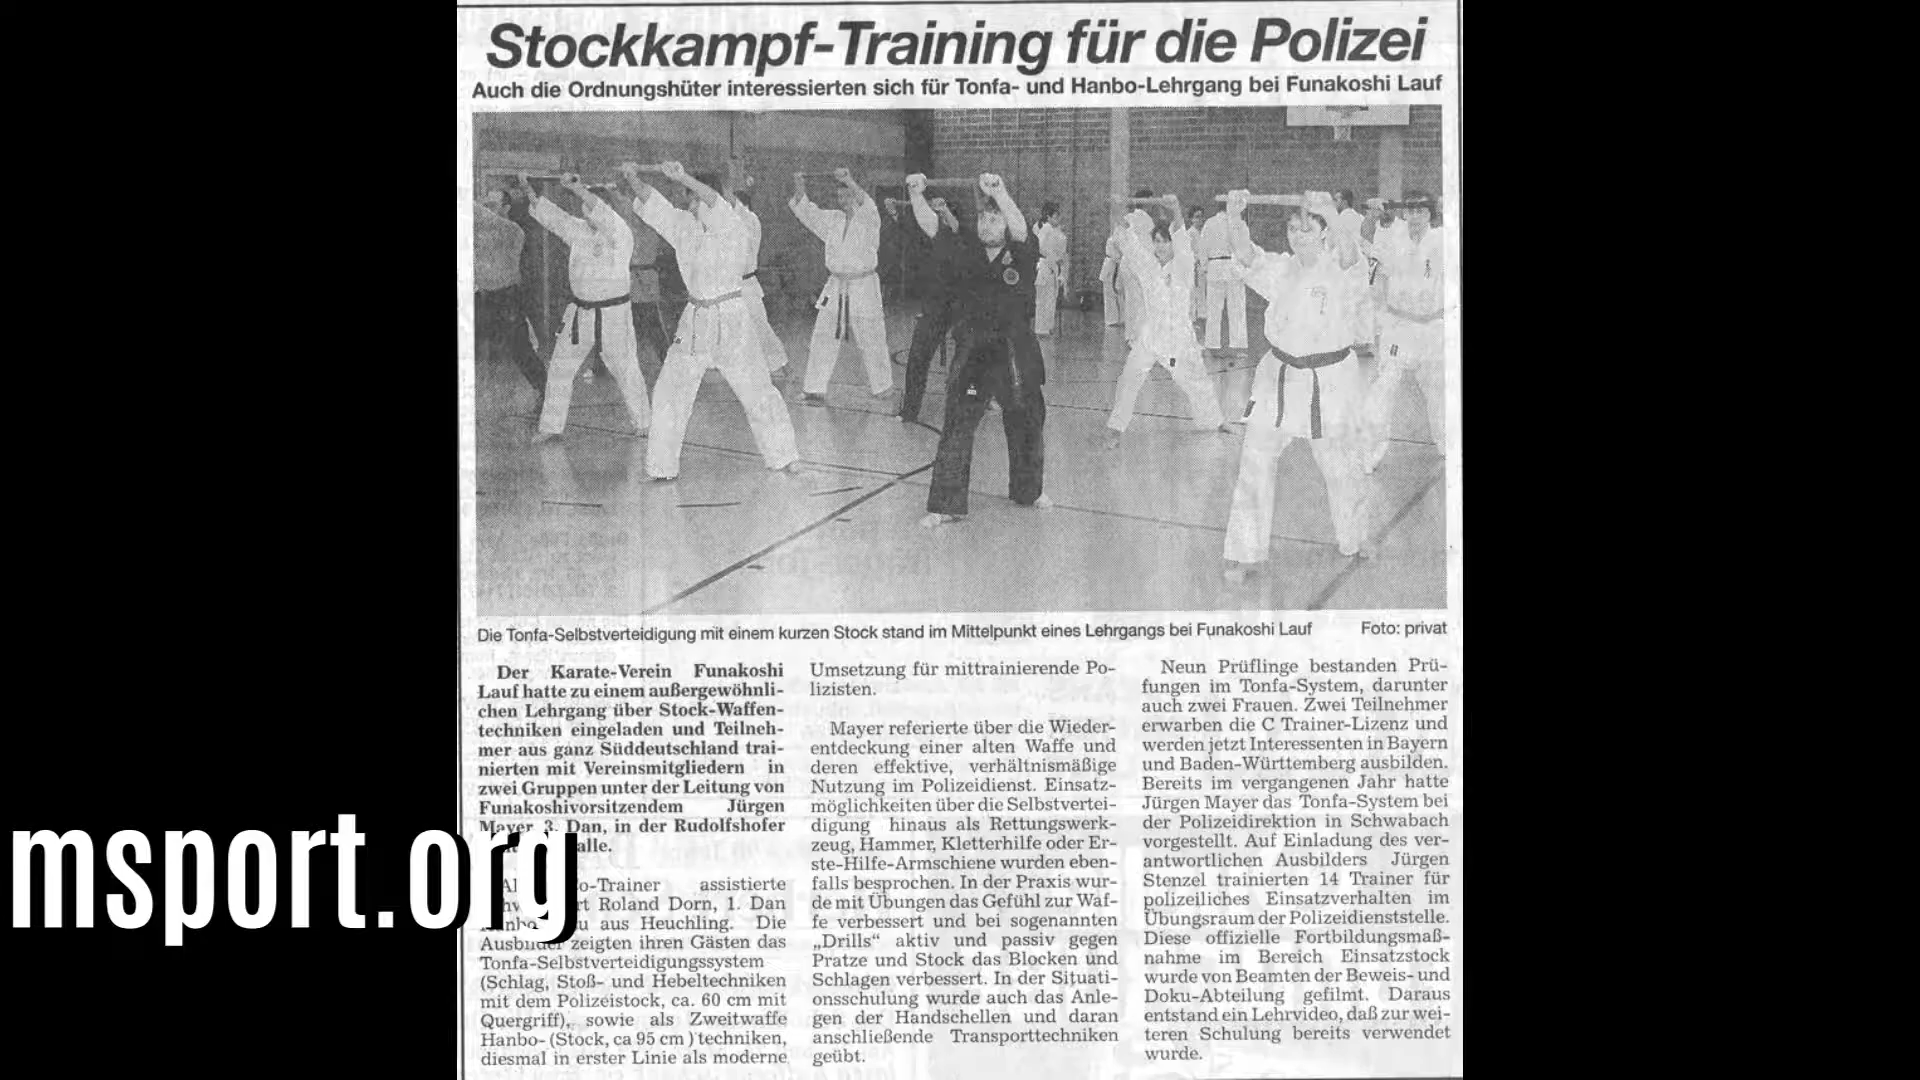 Stockkampf-Training für die Polizei
Auch die Ordnungshüter interessierten sich für Tonfa- und Hanbo-Lehrgang bei Funakoshi Lauf
Die Tonfa-Selbstverteidigung mit einem kurzen Stock stand im Mittelpunkt eines Lehrgangs bei Funakoshi Lauf
Foto: privat
Der Karate-Verein Funakoshi
Lauf hatte zu einem außergewöhnli-
chen Lehrgang über Stock-Waffen-
techniken eingeladen und Teilneh-
mer aus ganz Süddeutschland trai-
nierten mit Vereinsmitgliedern in
zwei Gruppen unter der Leitung von
Funakoshivorsitzendem Jürgen
Mayer, 3. Dan, in der Rudolfshofer
alle.
o-Trainer assistierte
rt Roland Dorn, 1. Dan
aus Heuchling. Die
Ausbilder zeigten ihren Gästen das
Tonfa-Selbstverteidigungssystem
(Schlag, Stoß- und Hebeltechniken
mit dem Polizeistock, ca. 60 cm mit
Quergriff), sowie als Zweitwaffe
Hanbo- (Stock, ca 95 cm ) techniken,
diesmal in erster Linie als moderne
Umsetzung für mittrainierende Po-
lizisten.
Mayer referierte über die Wieder-
entdeckung einer alten Waffe und
deren effektive, verhältnismäßige
Nutzung im Polizeidienst. Einsatz-
möglichkeiten über die Selbstvertei-
digung hinaus als Rettungswerk-
zeug, Hammer, Kletterhilfe oder Er-
ste-Hilfe-Armschiene wurden eben-
falls besprochen. In der Praxis wur-
de mit Übungen das Gefühl zur Waf-
fe verbessert und bei sogenannten
„Drills“ aktiv und passiv gegen
Pratze und Stock das Blocken und
Schlagen verbessert. In der Situati-
onsschulung wurde auch das Anle-
gen der Handschellen und daran
anschließende Transporttechniken
geübt.
Neun Prüflinge bestanden Prü-
fungen im Tonfa-System, darunter
auch zwei Frauen. Zwei Teilnehmer
erwarben die C Trainer-Lizenz und
werden jetzt Interessenten in Bayern
und Baden-Württemberg ausbilden.
Bereits im vergangenen Jahr hatte
Jürgen Mayer das Tonfa-System bei
der Polizeidirektion in Schwabach
vorgestellt. Auf Einladung des ver-
antwortlichen Ausbilders Jürgen
Stenzel trainierten 14 Trainer für
polizeiliches Einsatzverhalten im
Übungsraum der Polizeidienststelle.
Diese offizielle Fortbildungsmaß-
nahme im Bereich Einsatzstock
wurde von Beamten der Beweis- und
Doku-Abteilung gefilmt. Daraus
entstand ein Lehrvideo, daß zur wei-
teren Schulung bereits verwendet
wurde.
msport.org